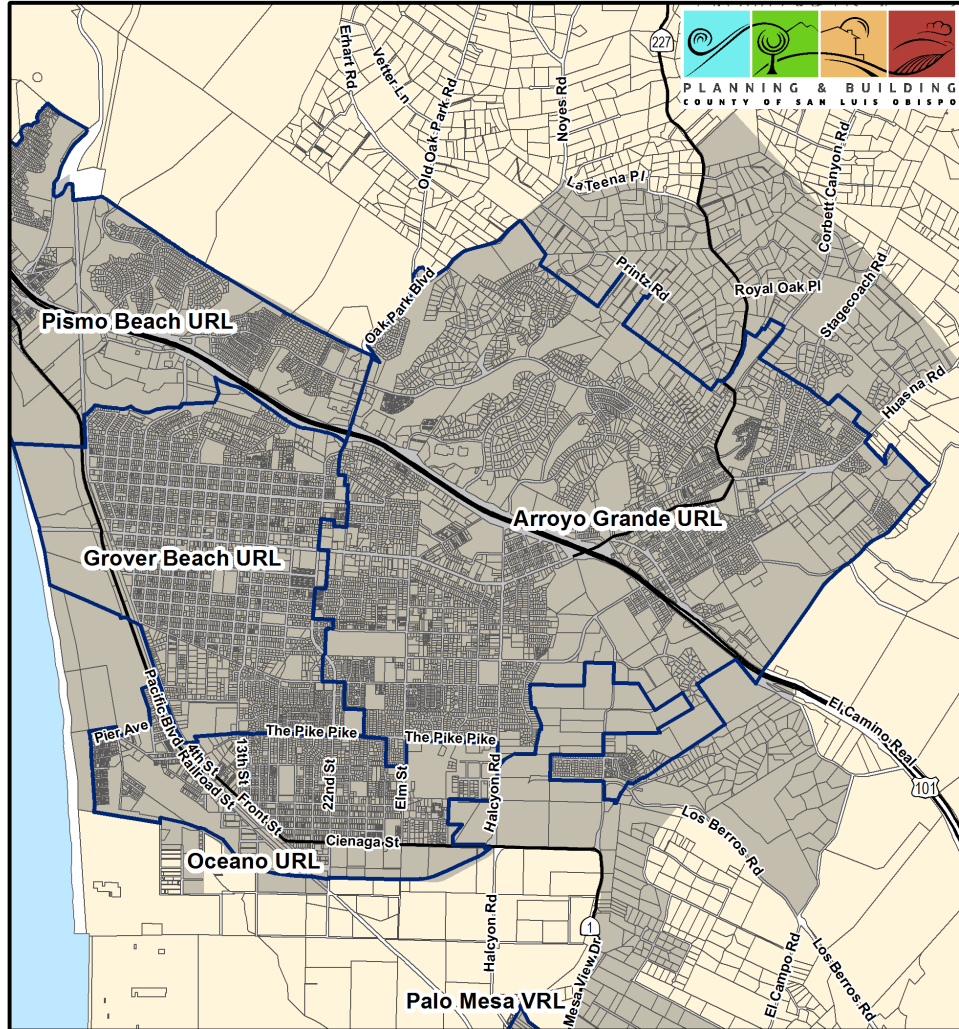 PLANNING & BUILDING
COUNTY OF SAN LUIS OBISPO
227
Erhart Rd
Vetter Ln
Old Oak Park Rd
Noyes Rd
La Teena Pl
Corbett Canyon Rd
Printz Rd
Royal Oak Pl
Stagecoach Rd
Oak Park Blvd
Huasna Rd
Pismo Beach URL
Arroyo Grande URL
Grover Beach URL
El Camino Real
101
Pacific Blvd
Pier Ave
4th St
Railroad St
13th St
Front St
The Pike Pike
The Pike Pike
22nd St
Elm St
Halcyon Rd
Cienaga St
Oceano URL
Los Berros Rd
Halcyon Rd
1
Mesa View Dr
El Campo Rd
Los Berros Rd
Palo Mesa VRL